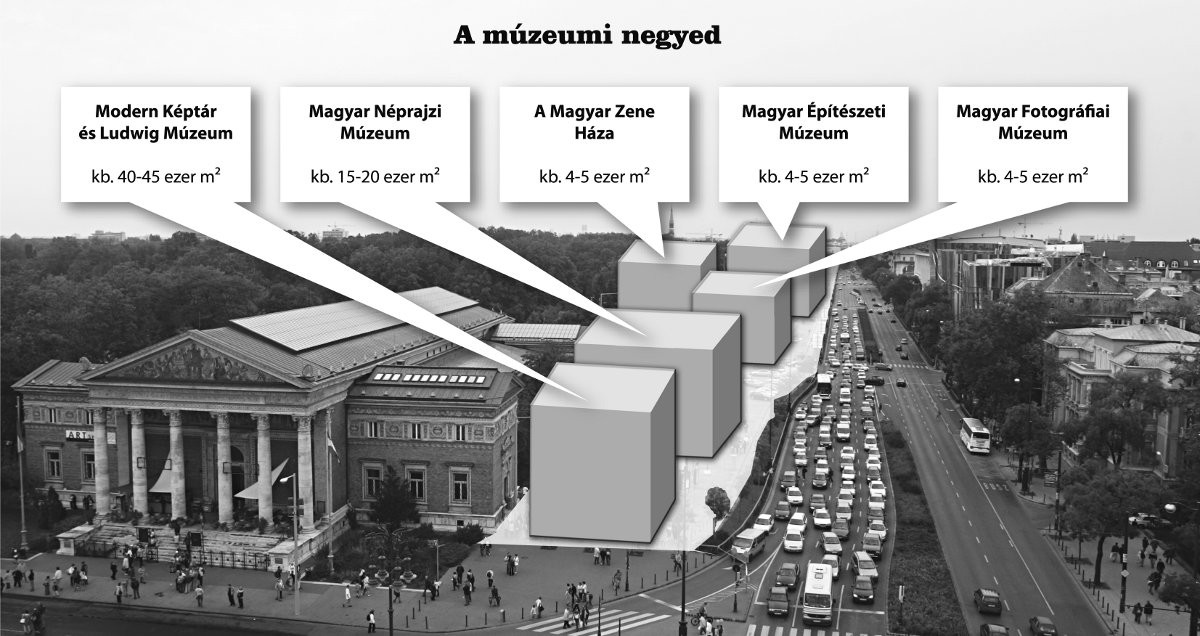 A múzeumi negyed
Modern Képtár
és Ludwig Múzeum
kb. 40-45 ezer m²
Magyar Néprajzi
Múzeum
kb. 15-20 ezer m²
A Magyar Zene
Háza
kb. 4-5 ezer m²
Magyar Építészeti
Múzeum
kb. 4-5 ezer m²
Magyar Fotográfiai
Múzeum
kb. 4-5 ezer m²
ART